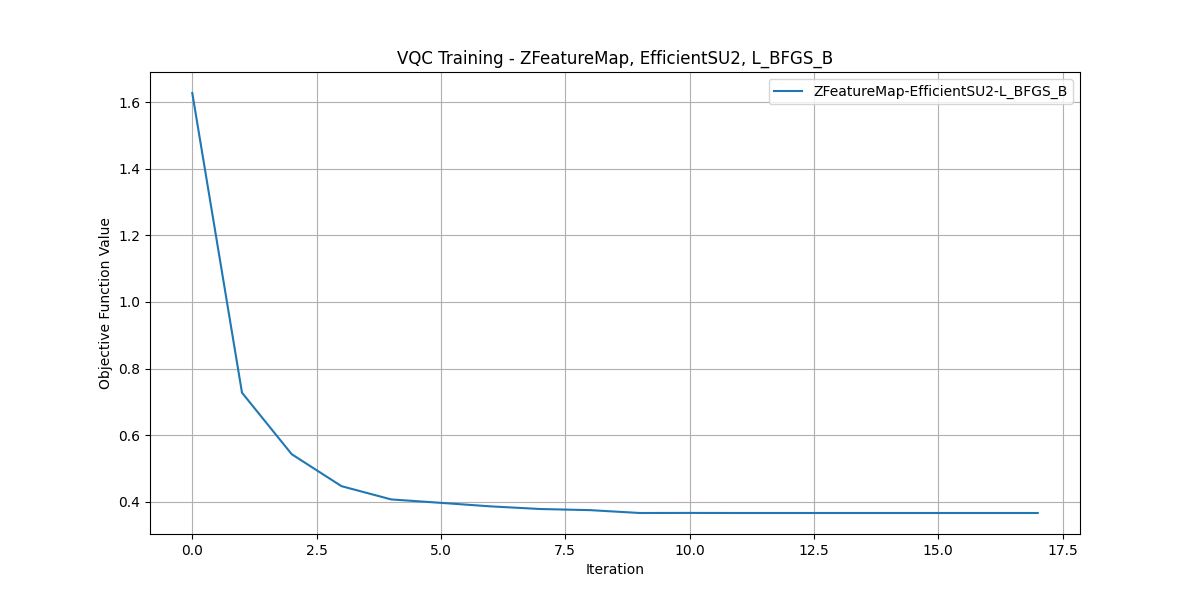 VQC Training - ZFeatureMap, EfficientSU2, L_BFGS_B
ZFeatureMap-EfficientSU2-L_BFGS_B
Objective Function Value
1.6
1.4
1.2
1.0
0.8
0.6
0.4
0.0 2.5 5.0 7.5 10.0 12.5 15.0 17.5
Iteration